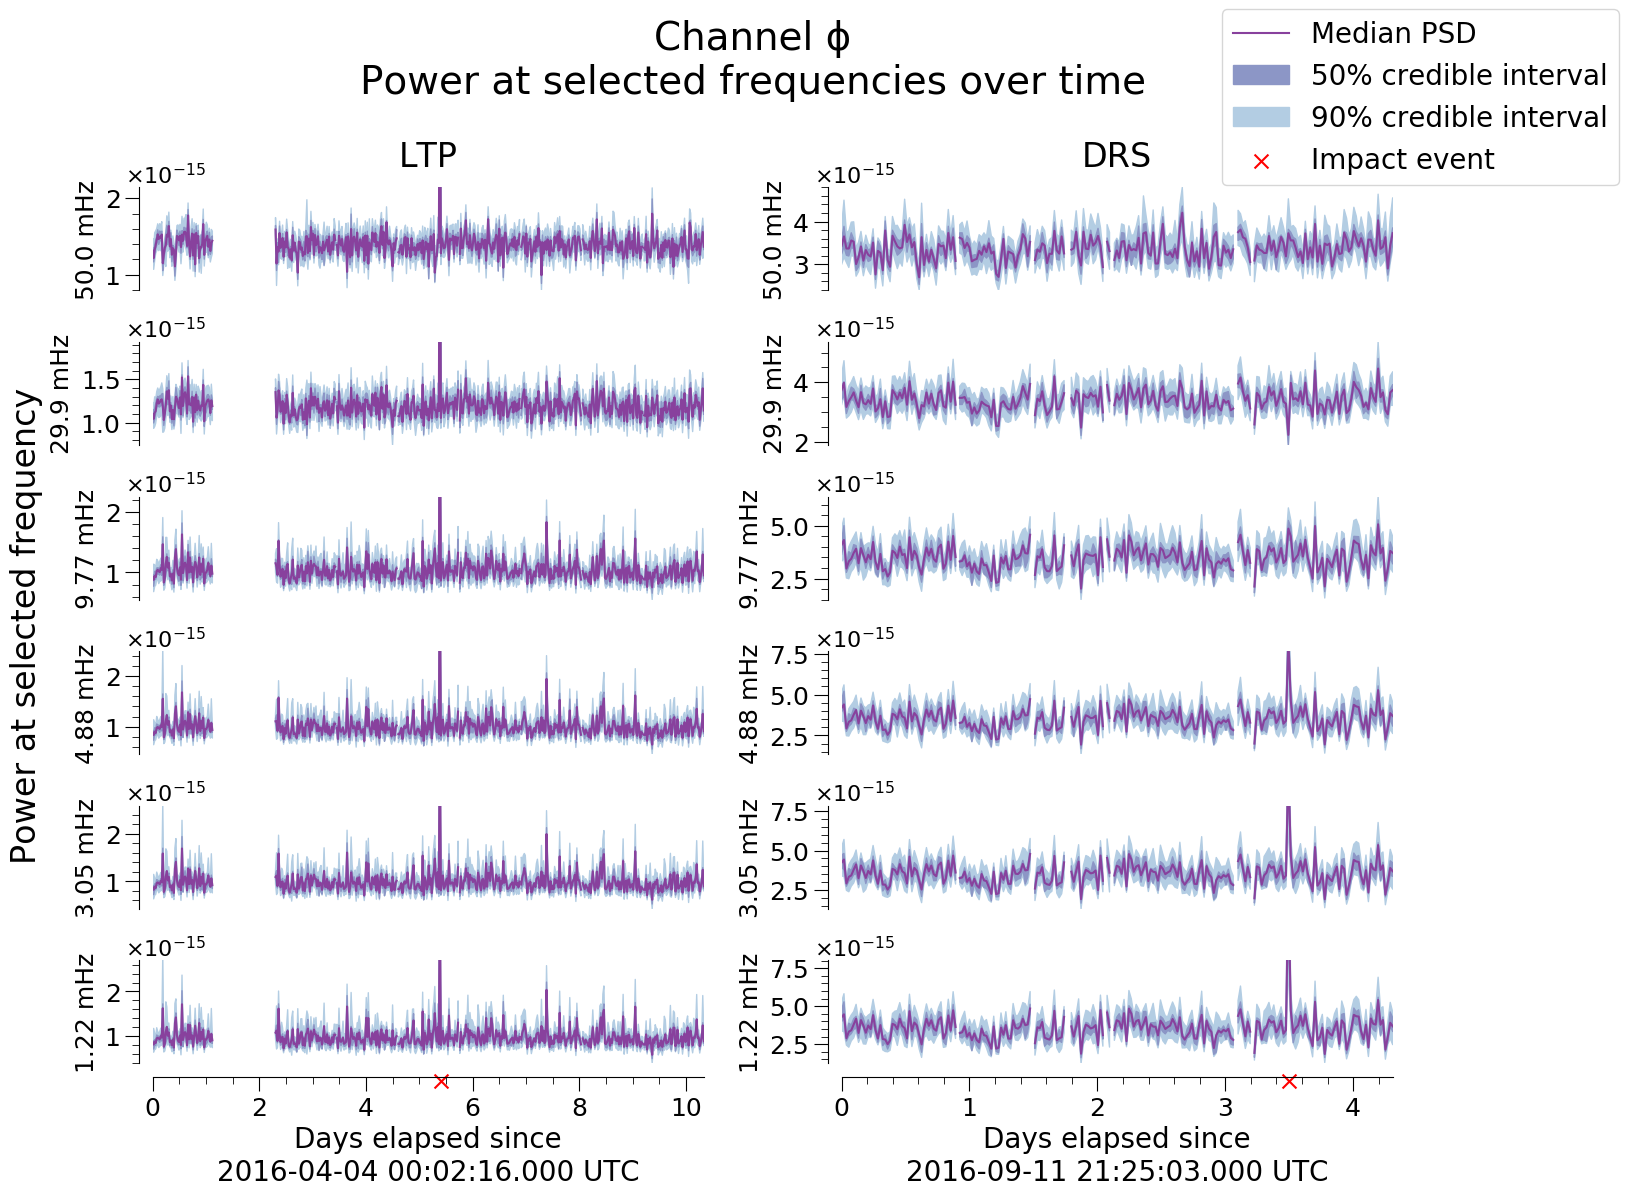 Channel ϕ
Power at selected frequencies over time
Median PSD
50% credible interval
90% credible interval
Impact event
Power at selected frequency
LTP
×10⁻¹⁵
50.0 mHz
2
1
×10⁻¹⁵
29.9 mHz
1.5
1.0
×10⁻¹⁵
9.77 mHz
2
1
×10⁻¹⁵
4.88 mHz
2
1
×10⁻¹⁵
3.05 mHz
2
1
×10⁻¹⁵
1.22 mHz
2
1
0 2 4 6 8 10
Days elapsed since
2016-04-04 00:02:16.000 UTC
DRS
×10⁻¹⁵
50.0 mHz
4
3
×10⁻¹⁵
29.9 mHz
4
2
×10⁻¹⁵
9.77 mHz
5.0
2.5
×10⁻¹⁵
4.88 mHz
7.5
5.0
2.5
×10⁻¹⁵
3.05 mHz
7.5
5.0
2.5
×10⁻¹⁵
1.22 mHz
7.5
5.0
2.5
0 1 2 3 4
Days elapsed since
2016-09-11 21:25:03.000 UTC